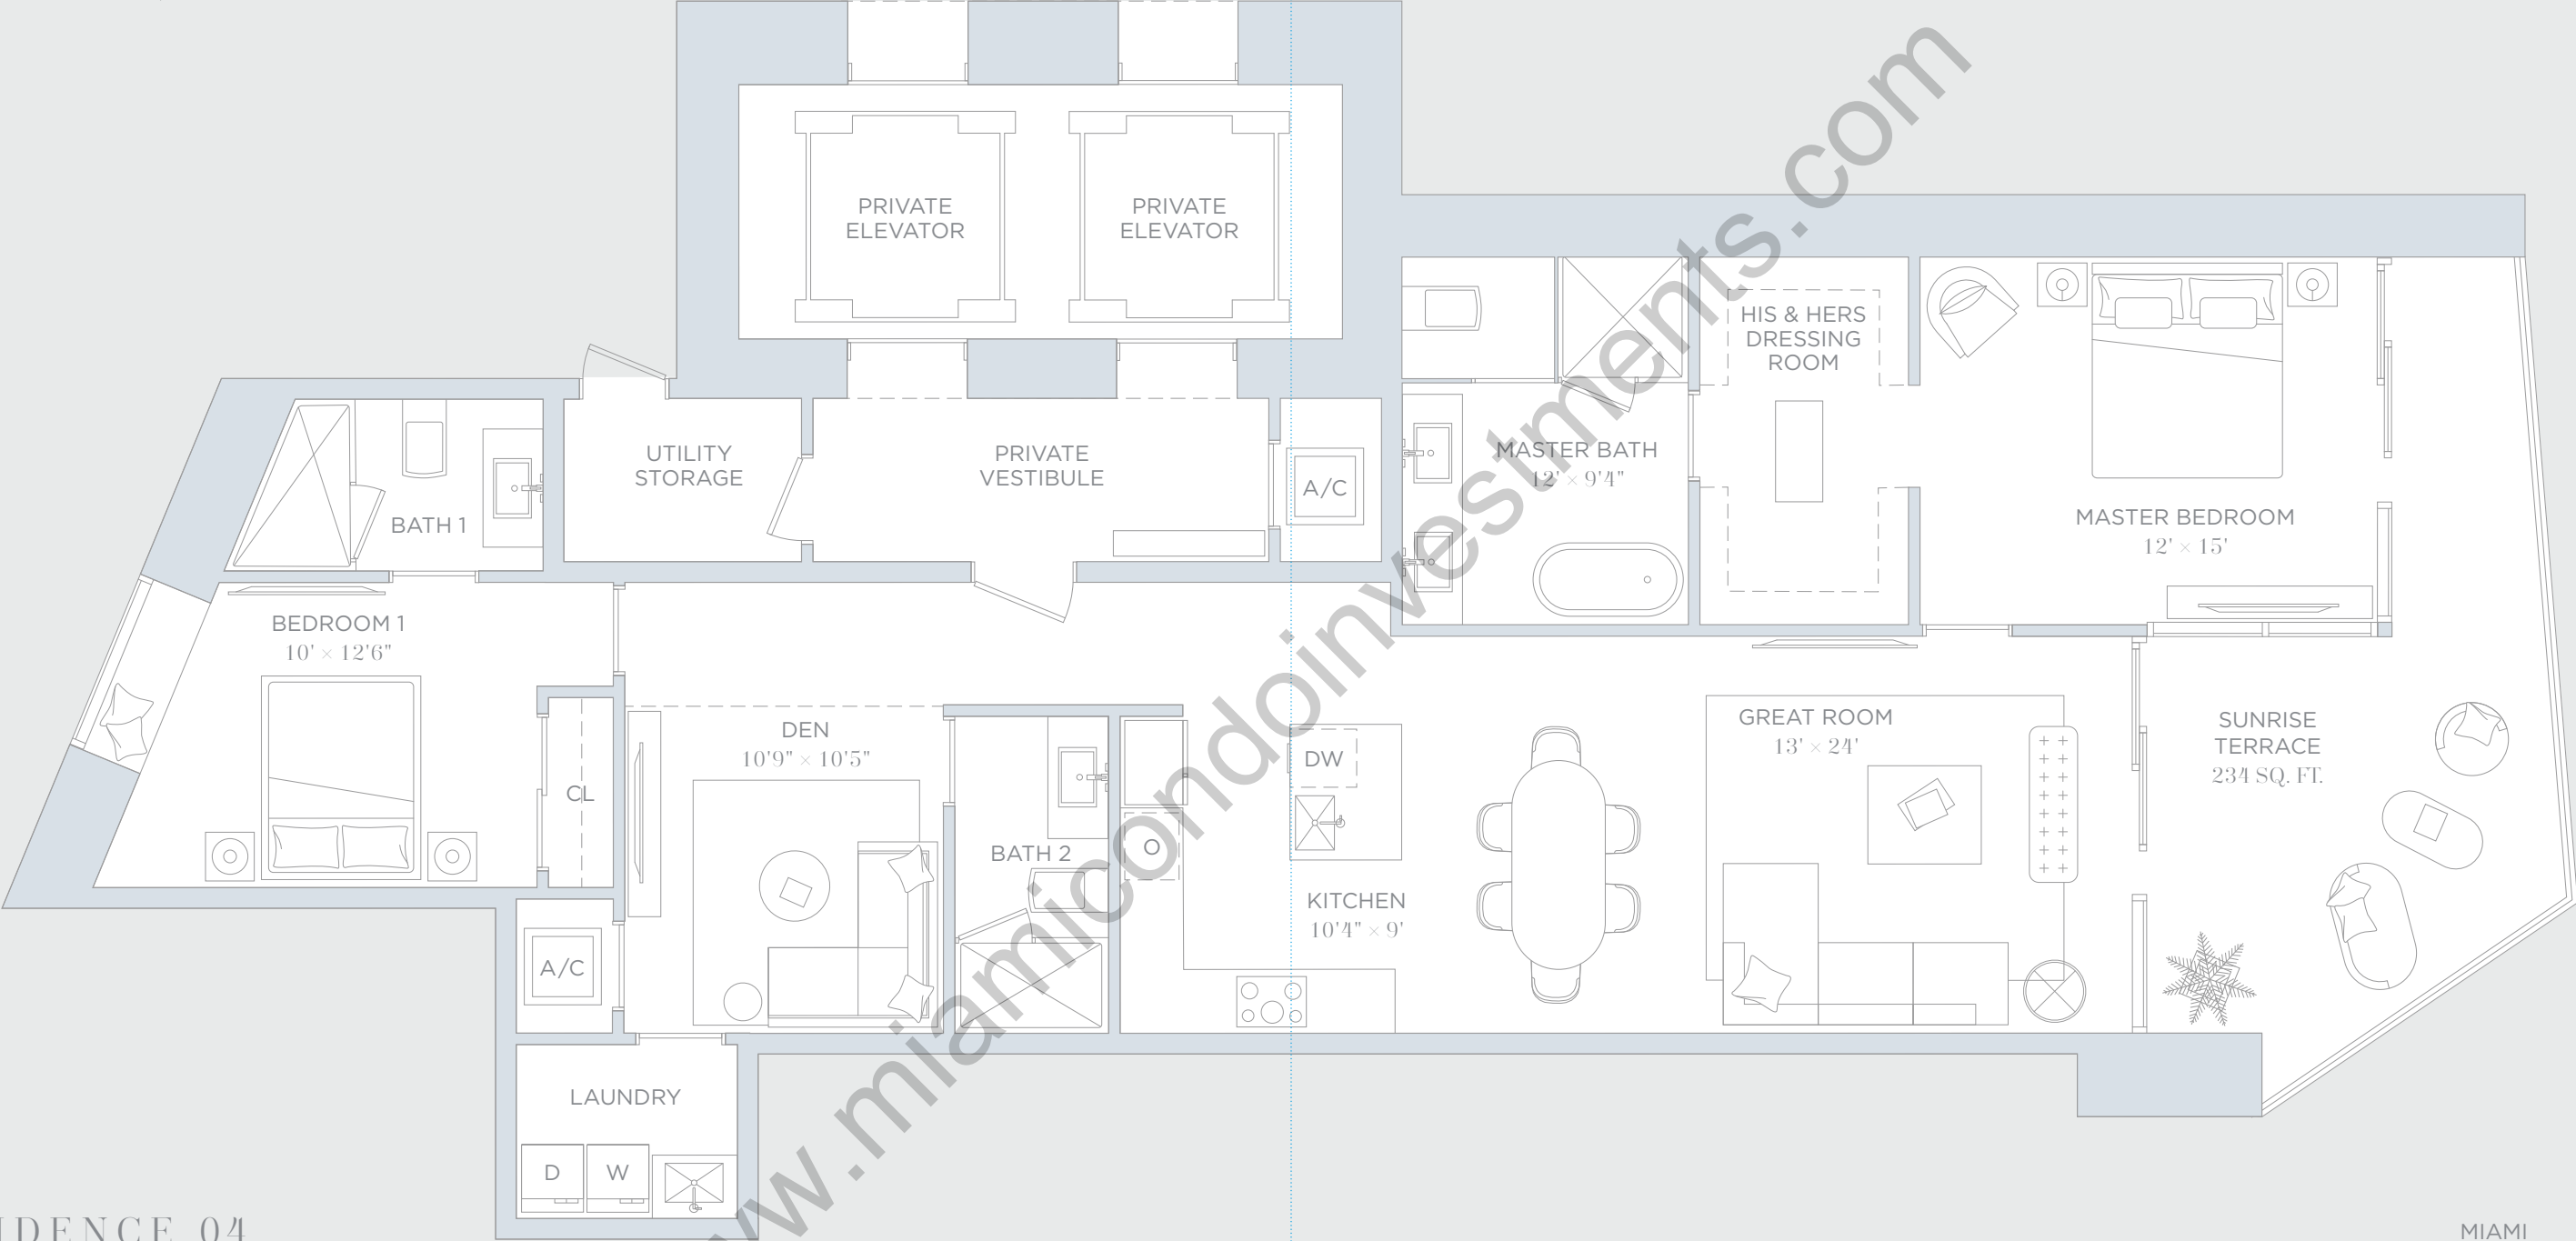 PRIVATE
ELEVATOR
PRIVATE
ELEVATOR
HIS & HERS
DRESSING
ROOM
UTILITY
STORAGE
PRIVATE
VESTIBULE
A/C
MASTER BATH
12' × 9'4"
MASTER BEDROOM
12' × 15'
BATH 1
BEDROOM 1
10' × 12'6"
DEN
10'9" × 10'5"
CL
BATH 2
O
DW
KITCHEN
10'4" × 9'
GREAT ROOM
13' × 24'
SUNRISE
TERRACE
234 SQ. FT.
A/C
LAUNDRY
D
W
IDENCE 04
MIAMI
w.miamicondoinvestments.com